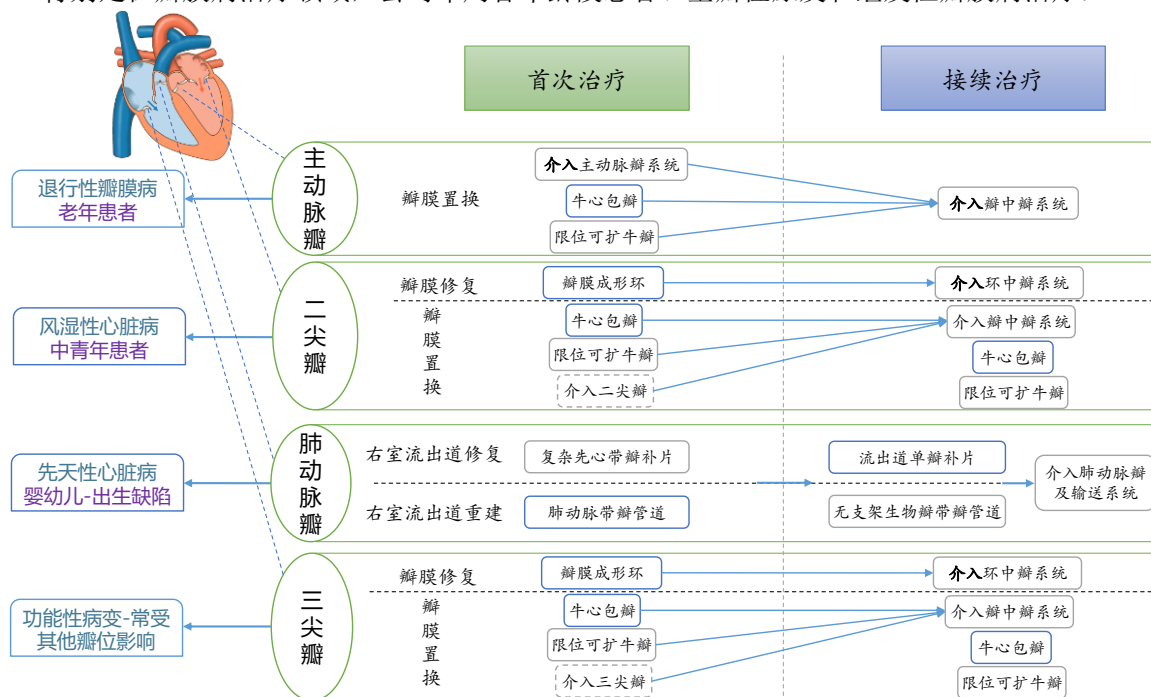 首次治疗
接续治疗
退行性瓣膜病
老年患者
主动脉瓣
瓣膜置换
介入主动脉瓣系统
牛心包瓣
限位可扩牛瓣
介入瓣中瓣系统
风湿性心脏病
中青年患者
二尖瓣
瓣膜修复
瓣膜成形环
介入环中瓣系统
瓣膜置换
牛心包瓣
限位可扩牛瓣
介入二尖瓣
介入瓣中瓣系统
牛心包瓣
限位可扩牛瓣
先天性心脏病
婴幼儿-出生缺陷
肺动脉瓣
右室流出道修复
复杂先心带瓣补片
流出道单瓣补片
右室流出道重建
肺动脉带瓣管道
无支架生物瓣带瓣管道
介入肺动脉瓣
及输送系统
功能性病变-常受
其他瓣位影响
三尖瓣
瓣膜修复
瓣膜成形环
介入环中瓣系统
瓣膜置换
牛心包瓣
限位可扩牛瓣
介入三尖瓣
介入瓣中瓣系统
牛心包瓣
限位可扩牛瓣